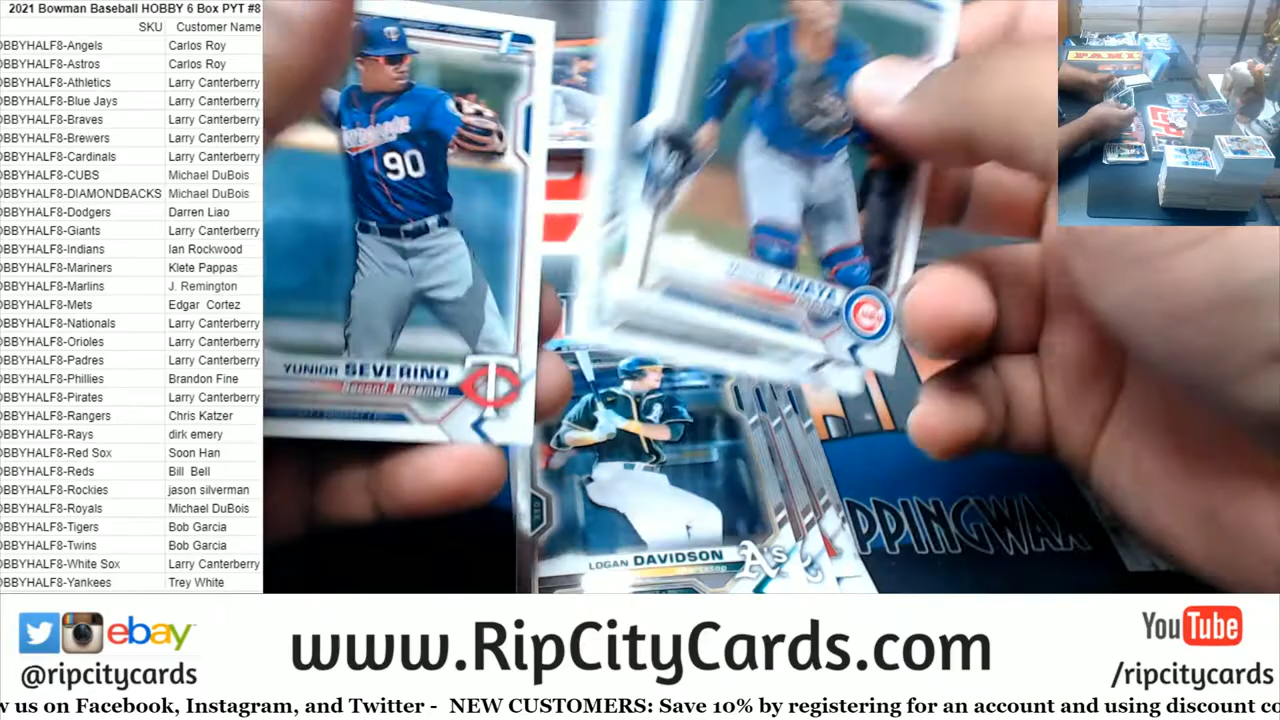 2021 Bowman Baseball HOBBY 6 Box PYT #8
SKU Customer Name
OBBYHALF8-Angels Carlos Roy
OBBYHALF8-Astros Carlos Roy
OBBYHALF8-Athletics Larry Canterberry
OBBYHALF8-Blue Jays Larry Canterberry
OBBYHALF8-Braves Larry Canterberry
OBBYHALF8-Brewers Larry Canterberry
OBBYHALF8-Cardinals Larry Canterberry
OBBYHALF8-CUBS Michael DuBois
OBBYHALF8-DIAMONDBACKS Michael DuBois
OBBYHALF8-Dodgers Darren Liao
OBBYHALF8-Giants Larry Canterberry
OBBYHALF8-Indians Ian Rockwood
OBBYHALF8-Mariners Klete Pappas
OBBYHALF8-Marlins J. Remington
OBBYHALF8-Mets Edgar Cortez
OBBYHALF8-Nationals Larry Canterberry
OBBYHALF8-Orioles Larry Canterberry
OBBYHALF8-Padres Larry Canterberry
OBBYHALF8-Phillies Brandon Fine
OBBYHALF8-Pirates Larry Canterberry
OBBYHALF8-Rangers Chris Katzer
OBBYHALF8-Rays dirk emery
OBBYHALF8-Red Sox Soon Han
OBBYHALF8-Reds Bill Bell
OBBYHALF8-Rockies jason silverman
OBBYHALF8-Royals Michael DuBois
OBBYHALF8-Tigers Bob Garcia
OBBYHALF8-Twins Bob Garcia
OBBYHALF8-White Sox Larry Canterberry
OBBYHALF8-Yankees Trey White
90
YUNIOR SEVERINO
Second Baseman
AMAYA
LOGAN DAVIDSON
A's
PPINGWAX
PANINI
ebay
@ripcitycards
www.RipCityCards.com
YouTube
/ripcitycards
w us on Facebook, Instagram, and Twitter - NEW CUSTOMERS: Save 10% by registering for an account and using discount co